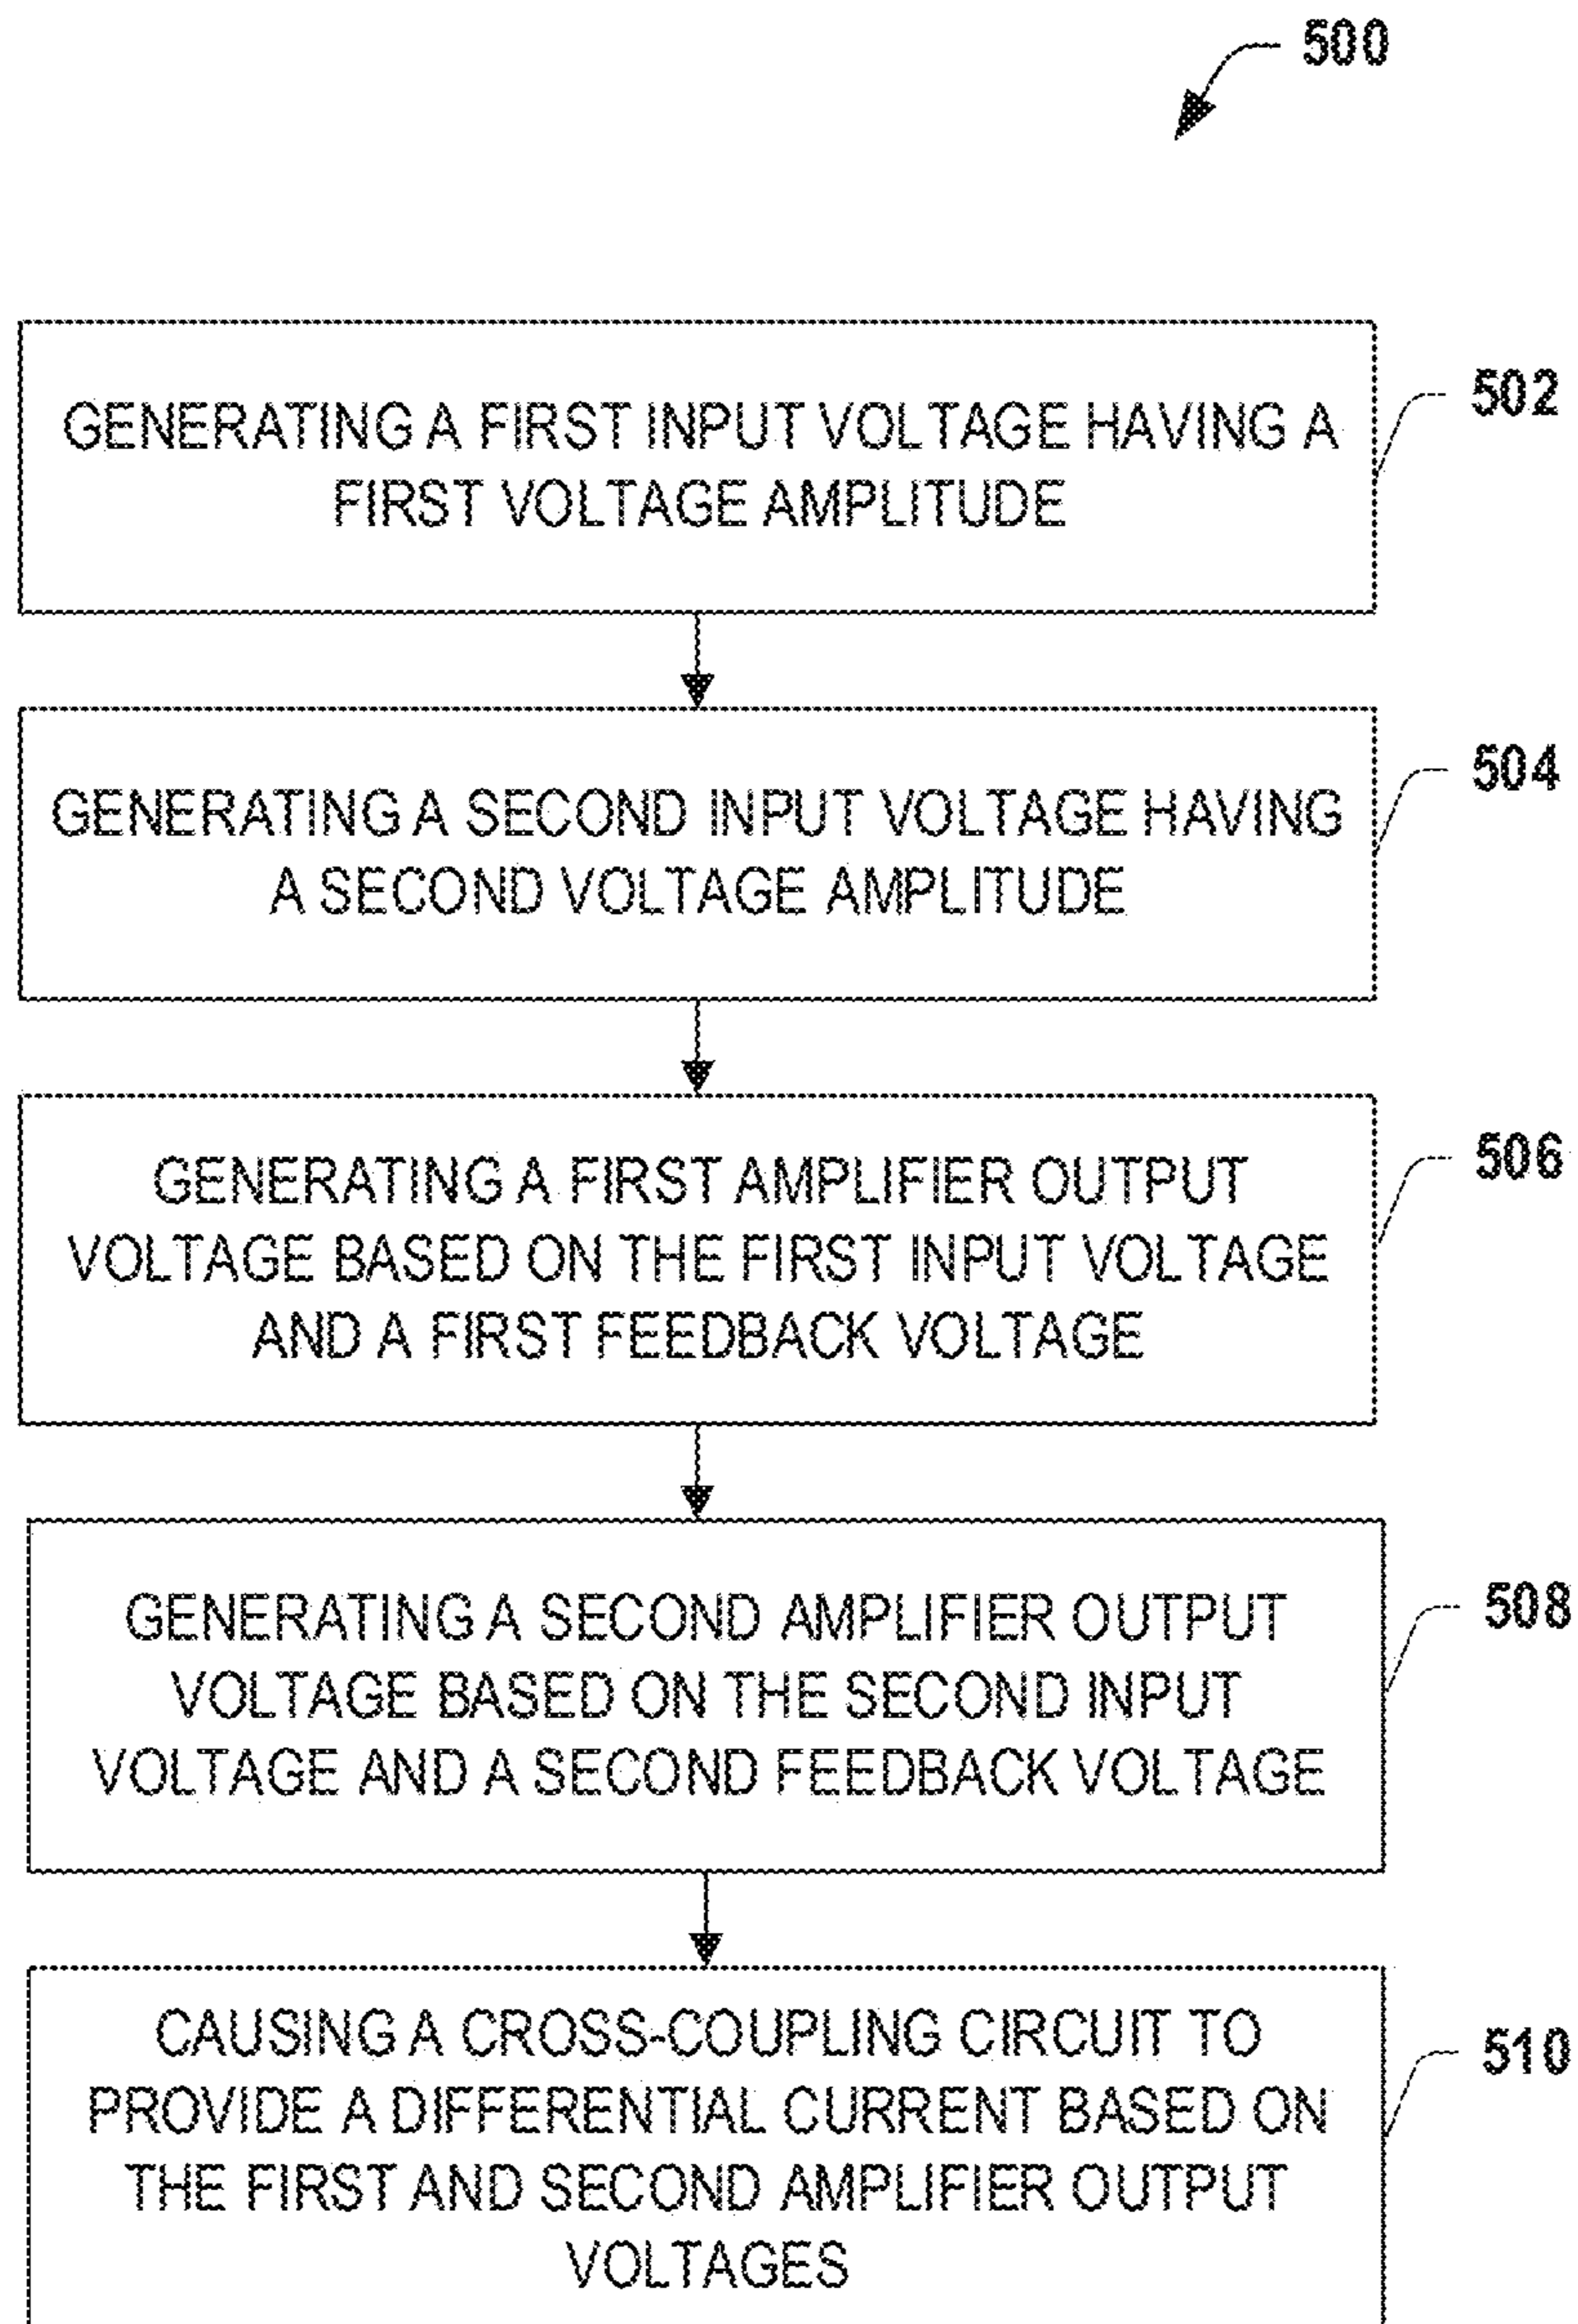 500
GENERATING A FIRST INPUT VOLTAGE HAVING A
FIRST VOLTAGE AMPLITUDE
502
GENERATING A SECOND INPUT VOLTAGE HAVING
A SECOND VOLTAGE AMPLITUDE
504
GENERATING A FIRST AMPLIFIER OUTPUT
VOLTAGE BASED ON THE FIRST INPUT VOLTAGE
AND A FIRST FEEDBACK VOLTAGE
506
GENERATING A SECOND AMPLIFIER OUTPUT
VOLTAGE BASED ON THE SECOND INPUT
VOLTAGE AND A SECOND FEEDBACK VOLTAGE
508
CAUSING A CROSS-COUPLING CIRCUIT TO
PROVIDE A DIFFERENTIAL CURRENT BASED ON
THE FIRST AND SECOND AMPLIFIER OUTPUT
VOLTAGES
510